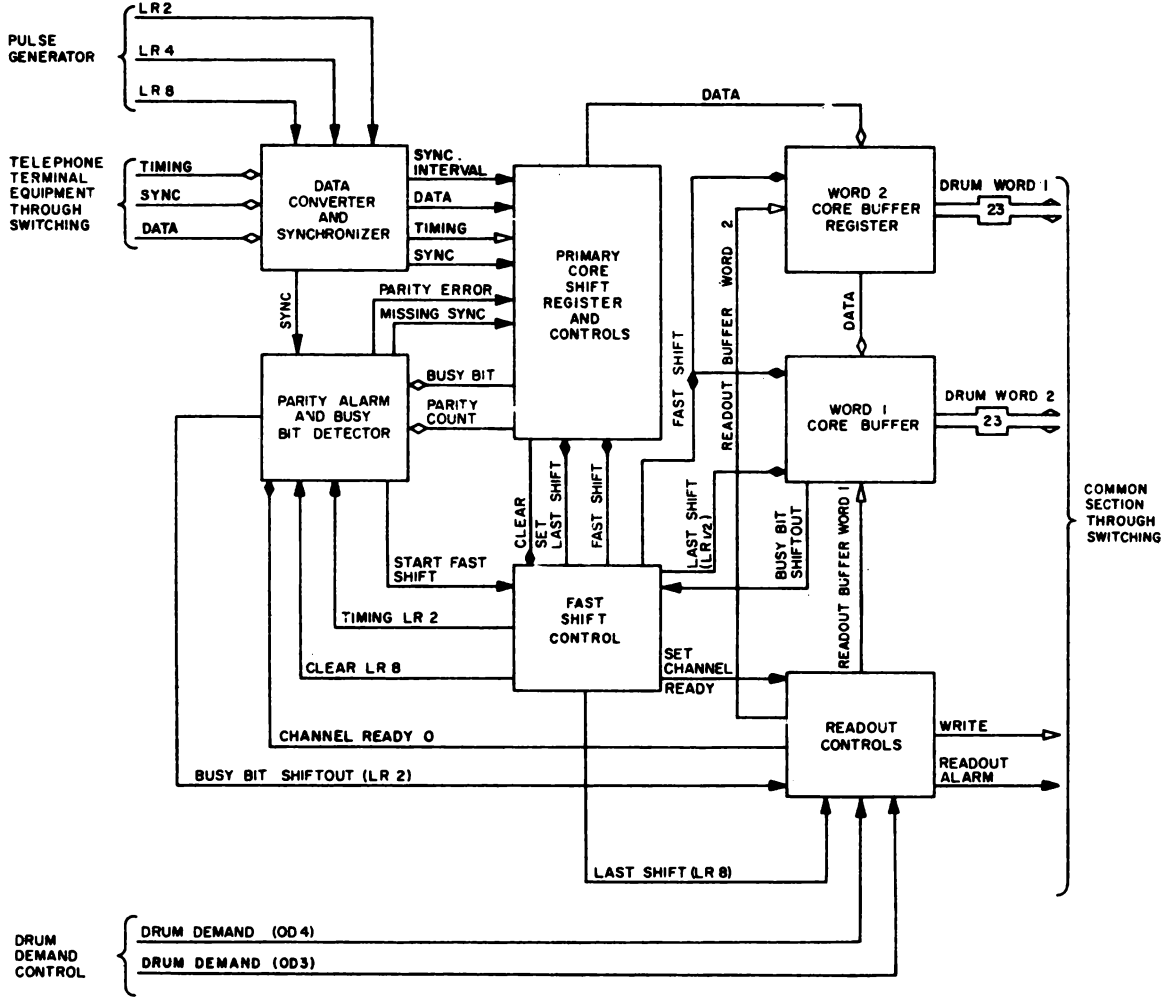 LR2
PULSE
GENERATOR
LR4
LR8
TELEPHONE
TERMINAL
EQUIPMENT
THROUGH
SWITCHING
TIMING
SYNC
DATA
DATA
CONVERTER
AND
SYNCHRONIZER
SYNC.
INTERVAL
DATA
TIMING
SYNC
DATA
PRIMARY
CORE
SHIFT
REGISTER
AND
CONTROLS
WORD 2
CORE BUFFER
REGISTER
DRUM WORD 1
23
SYNC
PARITY ERROR
MISSING SYNC
BUSY BIT
PARITY
COUNT
PARITY ALARM
AND BUSY
BIT DETECTOR
FAST SHIFT
READOUT BUFFER WORD 2
DATA
WORD 1
CORE BUFFER
DRUM WORD 2
23
CLEAR
SET
LAST SHIFT
FAST SHIFT
LAST SHIFT
(LR1/2)
BUSY BIT
SHIFTOUT
READOUT BUFFER WORD 1
COMMON
SECTION
THROUGH
SWITCHING
START FAST
SHIFT
FAST
SHIFT
CONTROL
TIMING LR 2
CLEAR LR 8
SET
CHANNEL
READY
READOUT
CONTROLS
WRITE
READOUT
ALARM
CHANNEL READY 0
BUSY BIT SHIFTOUT (LR 2)
LAST SHIFT (LR 8)
DRUM
DEMAND
CONTROL
DRUM DEMAND (OD4)
DRUM DEMAND (OD3)